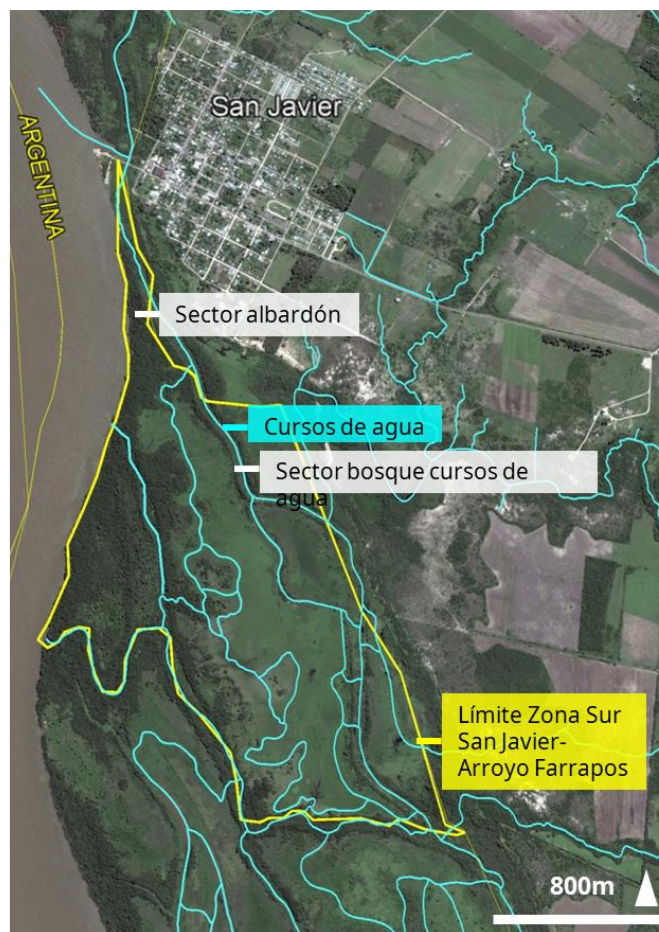 San Javier
ARGENTINA
Sector albardón
Cursos de agua
Sector bosque cursos de
agua
Límite Zona Sur
San Javier-
Arroyo Farrapos
800m